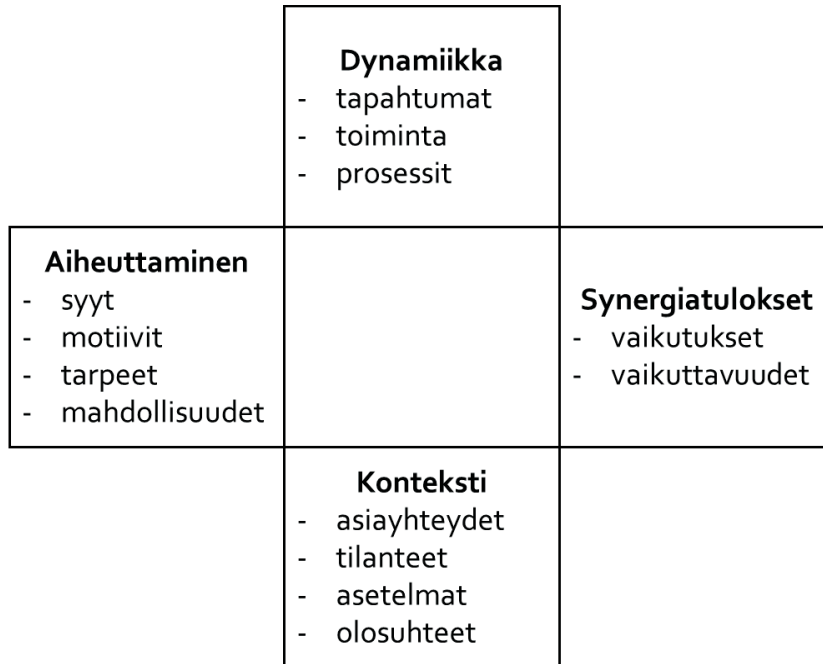 Dynamiikka
- tapahtumat
- toiminta
- prosessit
Aiheuttaminen
- syyt
- motiivit
- tarpeet
- mahdollisuudet
Synergiatulokset
- vaikutukset
- vaikuttavuudet
Konteksti
- asiayhteydet
- tilanteet
- asetelmat
- olosuhteet